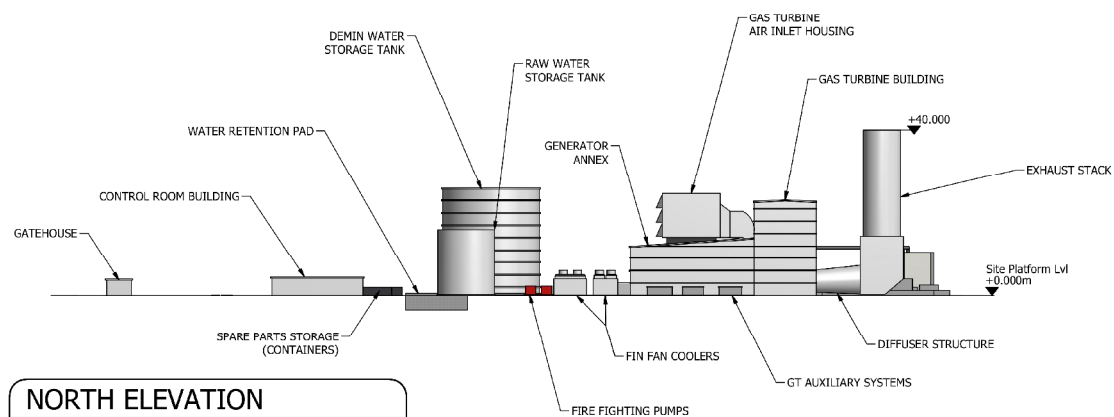 GAS TURBINE
AIR INLET HOUSING
DEMIN WATER
STORAGE TANK
RAW WATER
STORAGE TANK
GAS TURBINE BUILDING
+40.000
WATER RETENTION PAD
GENERATOR
ANNEX
EXHAUST STACK
CONTROL ROOM BUILDING
GATEHOUSE
Site Platform Lvl
+0.000m
SPARE PARTS STORAGE
(CONTAINERS)
FIN FAN COOLERS
DIFFUSER STRUCTURE
GT AUXILIARY SYSTEMS
FIRE FIGHTING PUMPS
NORTH ELEVATION